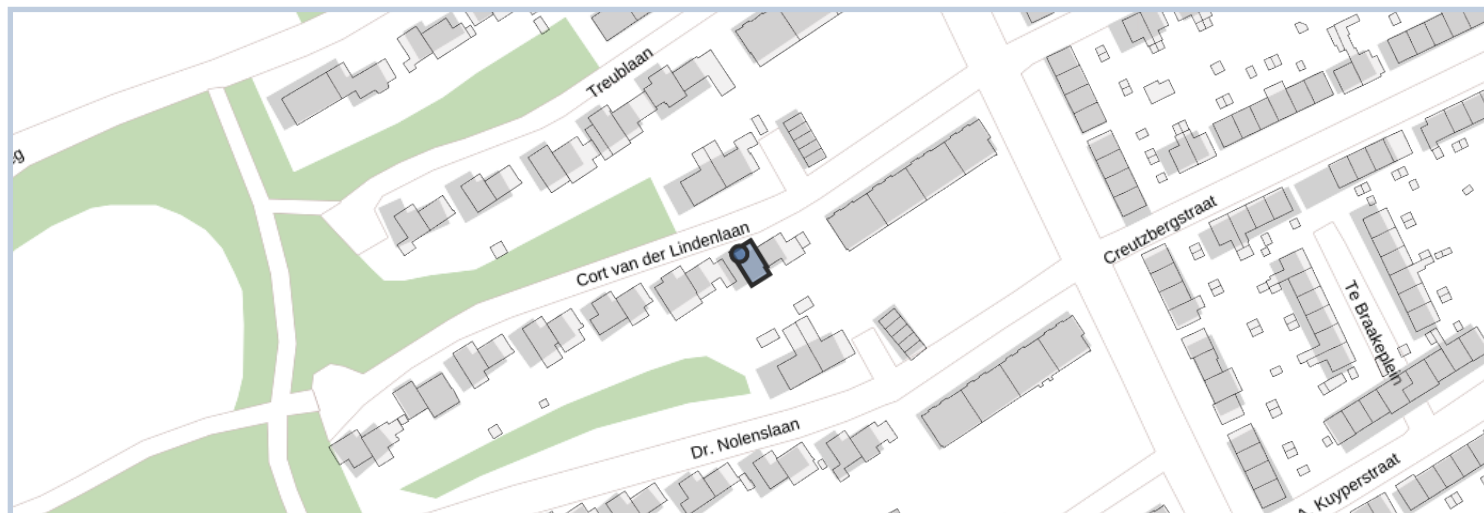 Treublaan
Cort van der Lindenlaan
Creutzbergstraat
Te Braakeplein
Dr. Nolenslaan
A. Kuyperstraat